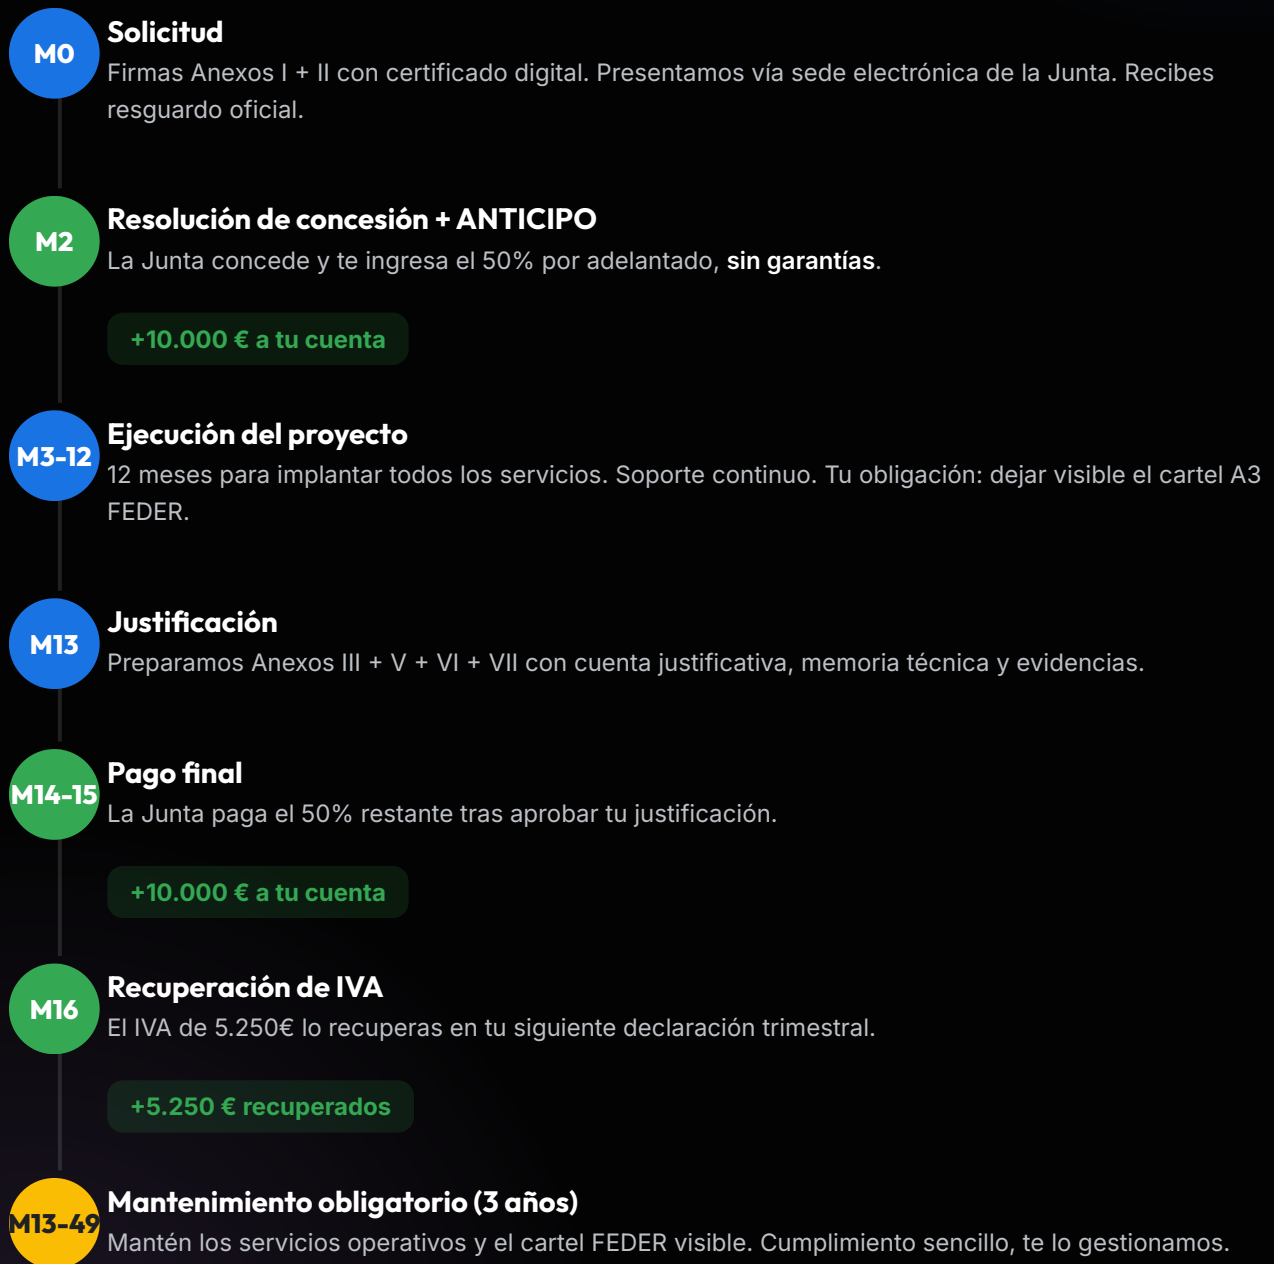 M0
Solicitud
Firmas Anexos I + II con certificado digital. Presentamos vía sede electrónica de la Junta. Recibes
resguardo oficial.
M2
Resolución de concesión + ANTICIPO
La Junta concede y te ingresa el 50% por adelantado, sin garantías.
+10.000 € a tu cuenta
M3-12
Ejecución del proyecto
12 meses para implantar todos los servicios. Soporte continuo. Tu obligación: dejar visible el cartel A3
FEDER.
M13
Justificación
Preparamos Anexos III + V + VI + VII con cuenta justificativa, memoria técnica y evidencias.
M14-15
Pago final
La Junta paga el 50% restante tras aprobar tu justificación.
+10.000 € a tu cuenta
M16
Recuperación de IVA
El IVA de 5.250€ lo recuperas en tu siguiente declaración trimestral.
+5.250 € recuperados
M13-49
Mantenimiento obligatorio (3 años)
Mantén los servicios operativos y el cartel FEDER visible. Cumplimiento sencillo, te lo gestionamos.